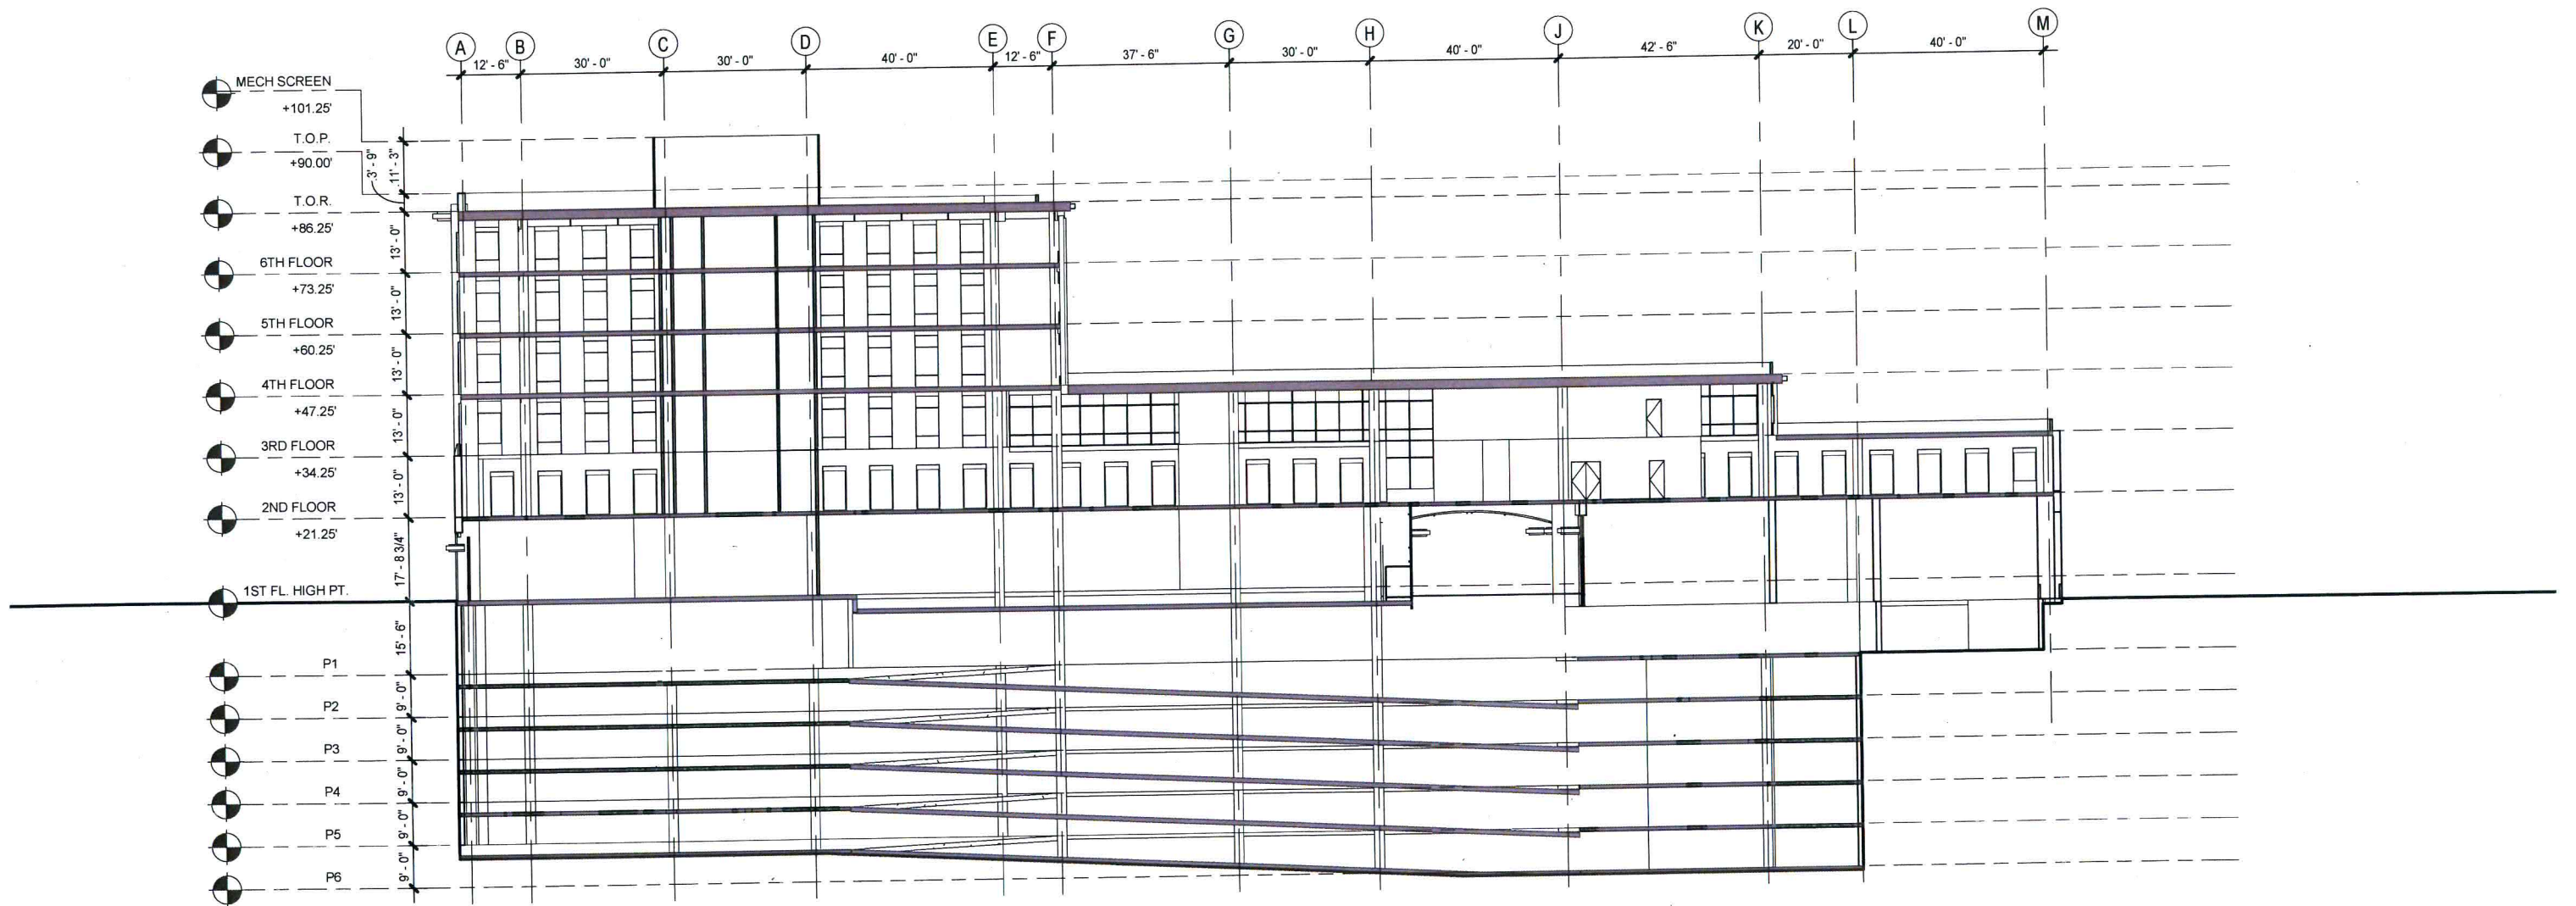 A B C D E F G H J K L M
12' - 6" 30' - 0" 30' - 0" 40' - 0" 12' - 6" 37' - 6" 30' - 0" 40' - 0" 42' - 6" 20' - 0" 40' - 0"
MECH SCREEN
+101.25'
T.O.P.
+90.00'
T.O.R.
+86.25'
6TH FLOOR
+73.25'
5TH FLOOR
+60.25'
4TH FLOOR
+47.25'
3RD FLOOR
+34.25'
2ND FLOOR
+21.25'
1ST FL. HIGH PT.
P1
P2
P3
P4
P5
P6
3' - 9"
11' - 3"
13' - 0"
13' - 0"
13' - 0"
13' - 0"
13' - 0"
17' - 8 3/4"
15' - 6"
9' - 0"
9' - 0"
9' - 0"
9' - 0"
9' - 0"